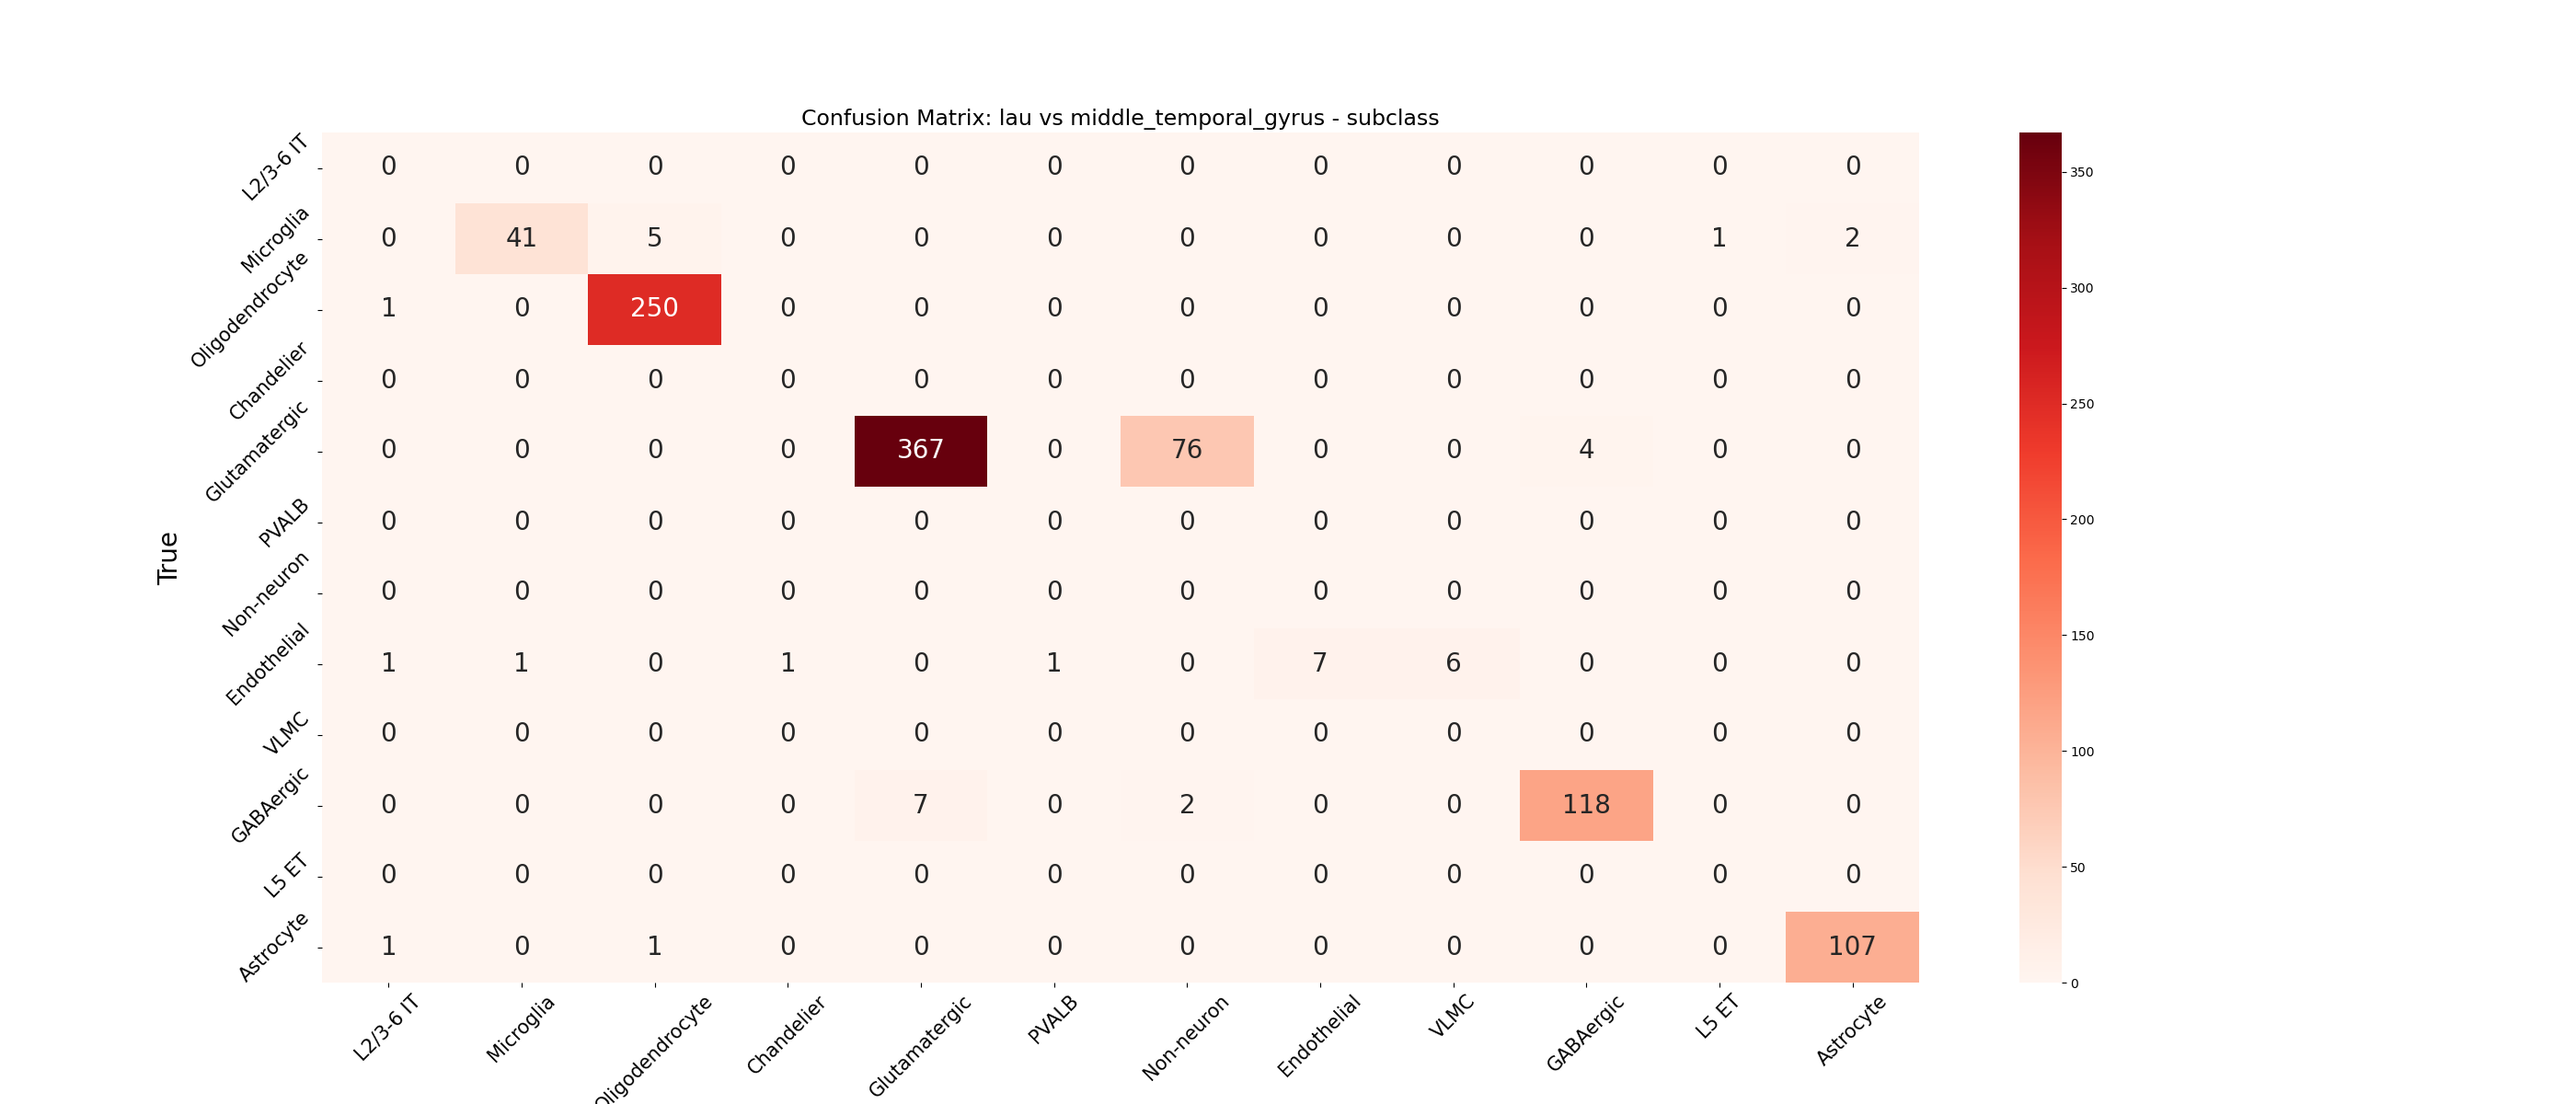 Confusion Matrix: lau vs middle_temporal_gyrus - subclass
True
L2/3-6 IT 0 0 0 0 0 0 0 0 0 0 0 0
Microglia 0 41 5 0 0 0 0 0 0 0 1 2
Oligodendrocyte 1 0 250 0 0 0 0 0 0 0 0 0
Chandelier 0 0 0 0 0 0 0 0 0 0 0 0
Glutamatergic 0 0 0 0 367 0 76 0 0 4 0 0
PVALB 0 0 0 0 0 0 0 0 0 0 0 0
Non-neuron 0 0 0 0 0 0 0 0 0 0 0 0
Endothelial 1 1 0 1 0 1 0 7 6 0 0 0
VLMC 0 0 0 0 0 0 0 0 0 0 0 0
GABAergic 0 0 0 0 7 0 2 0 0 118 0 0
L5 ET 0 0 0 0 0 0 0 0 0 0 0 0
Astrocyte 1 0 1 0 0 0 0 0 0 0 0 107
L2/3-6 IT Microglia Oligodendrocyte Chandelier Glutamatergic PVALB Non-neuron Endothelial VLMC GABAergic L5 ET Astrocyte
350
300
250
200
150
100
50
0